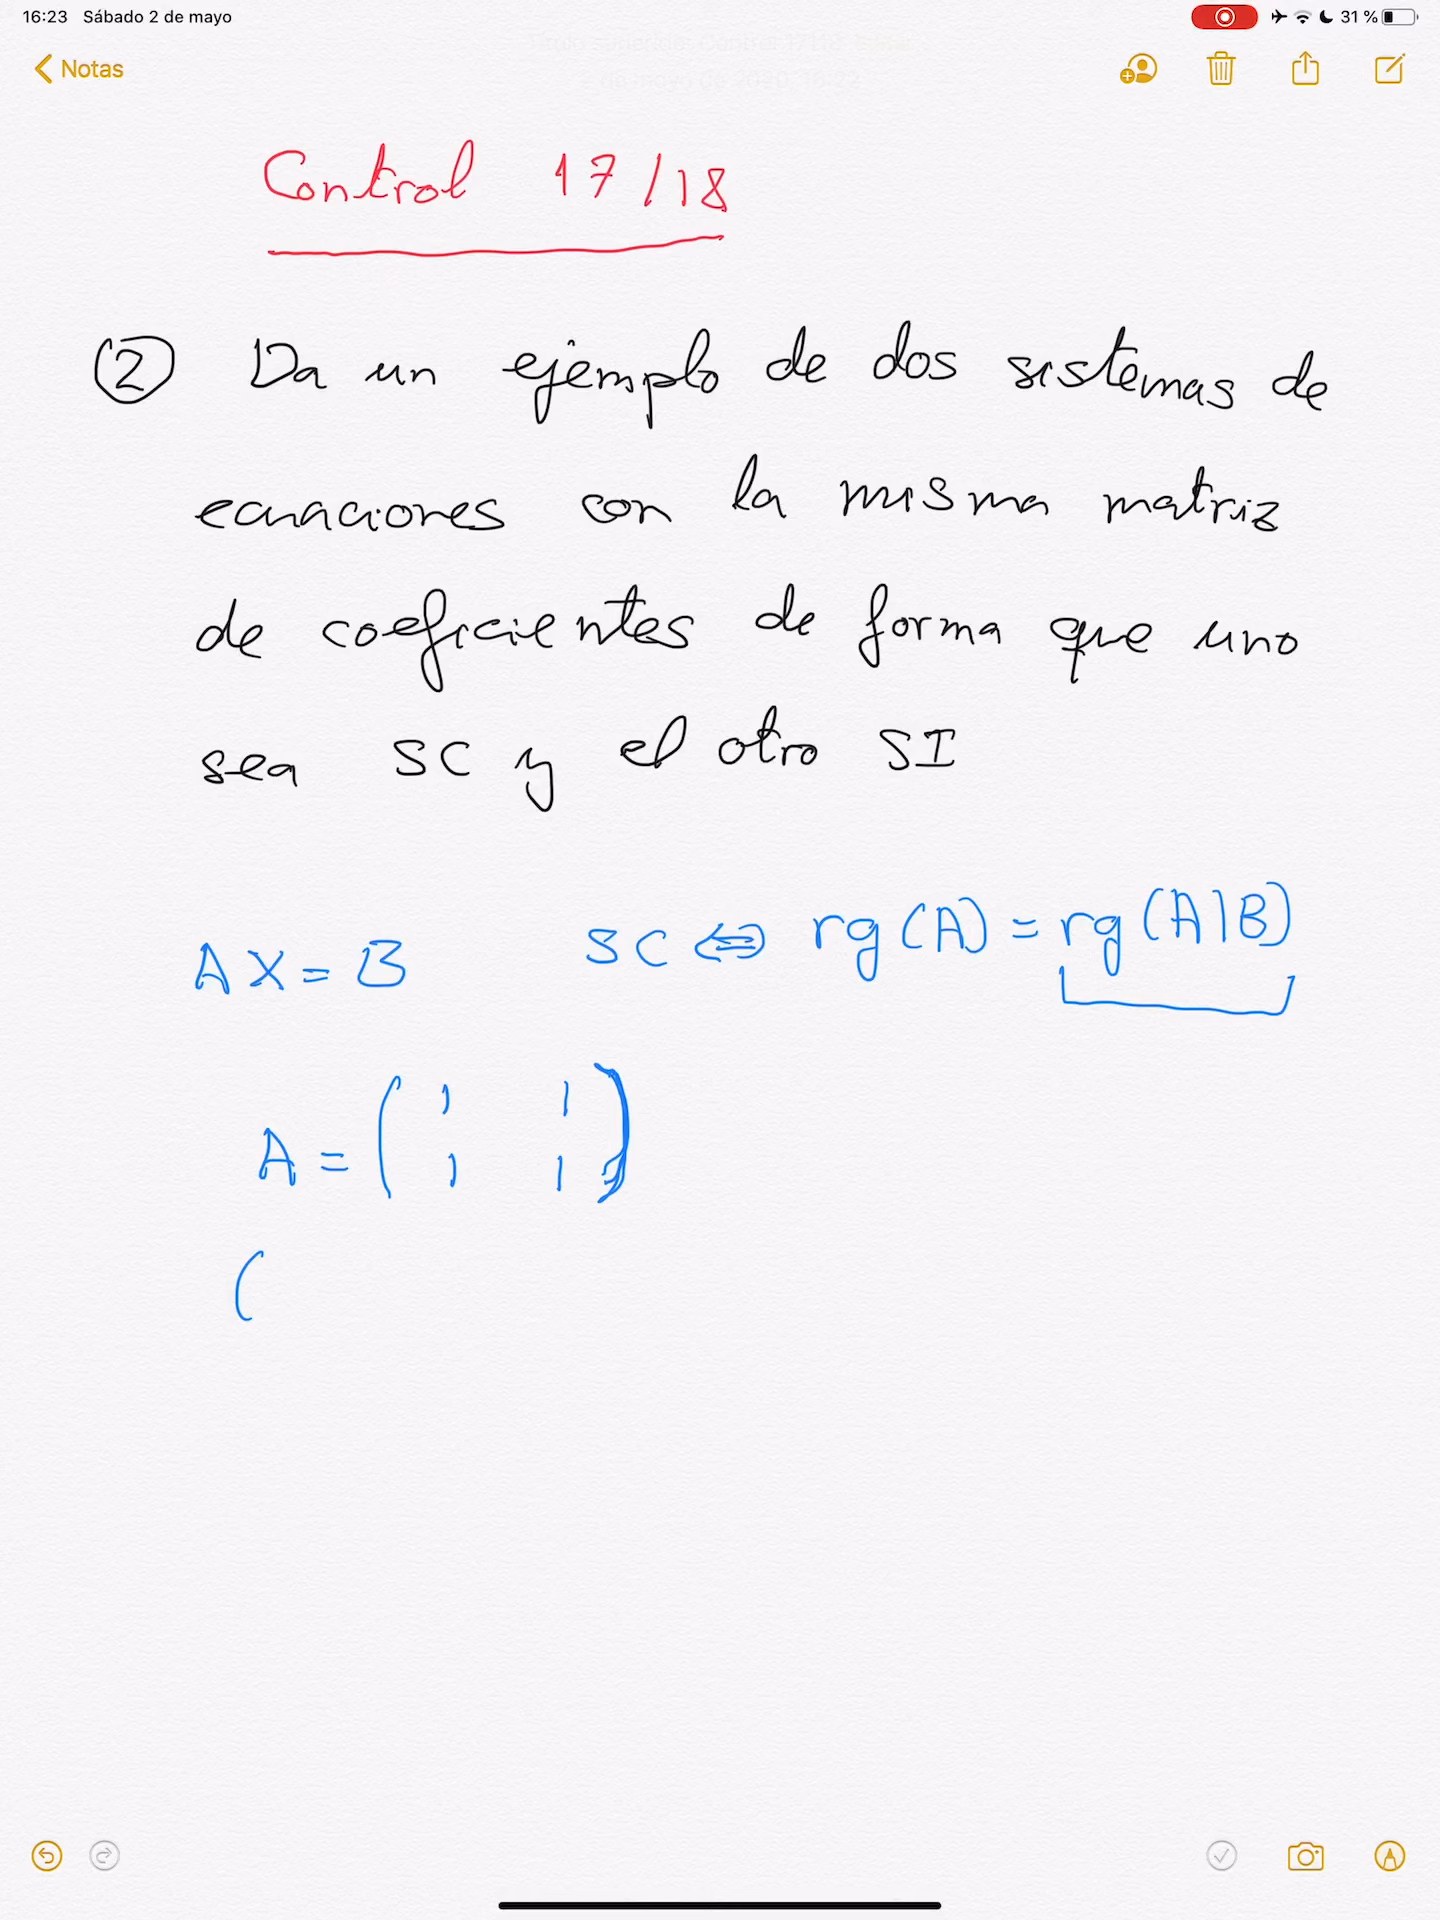 16:23 Sábado 2 de mayo 31 %
Notas
Control 17/18
② Da un ejemplo de dos sistemas de
ecuaciones con la misma matriz
de coeficientes de forma que uno
sea SC y el otro SI
AX = B SC ⇔ rg(A) = rg(A|B)
A = ( 1 1
1 1 )
(